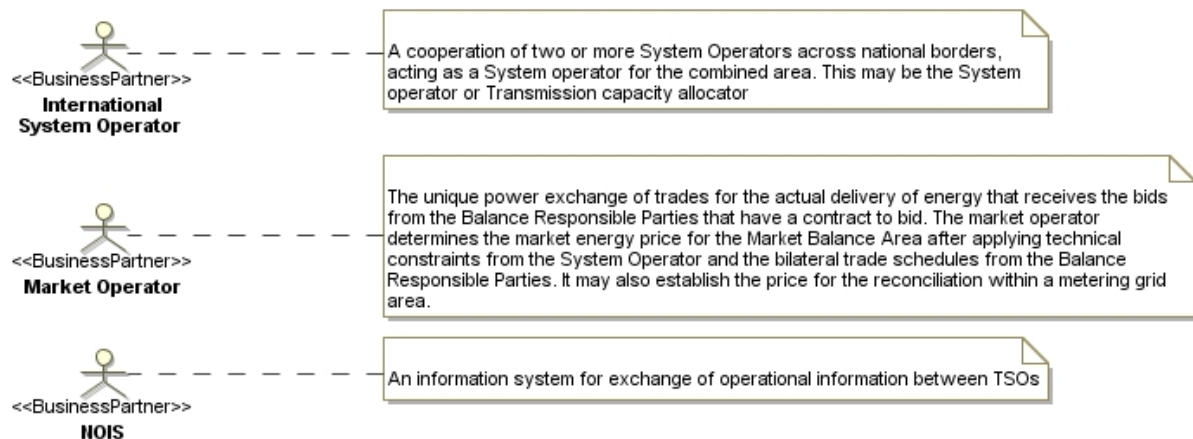 <<BusinessPartner>>
International
System Operator
A cooperation of two or more System Operators across national borders,
acting as a System operator for the combined area. This may be the System
operator or Transmission capacity allocator
<<BusinessPartner>>
Market Operator
The unique power exchange of trades for the actual delivery of energy that receives the bids
from the Balance Responsible Parties that have a contract to bid. The market operator
determines the market energy price for the Market Balance Area after applying technical
constraints from the System Operator and the bilateral trade schedules from the Balance
Responsible Parties. It may also establish the price for the reconciliation within a metering grid
area.
<<BusinessPartner>>
NOIS
An information system for exchange of operational information between TSOs